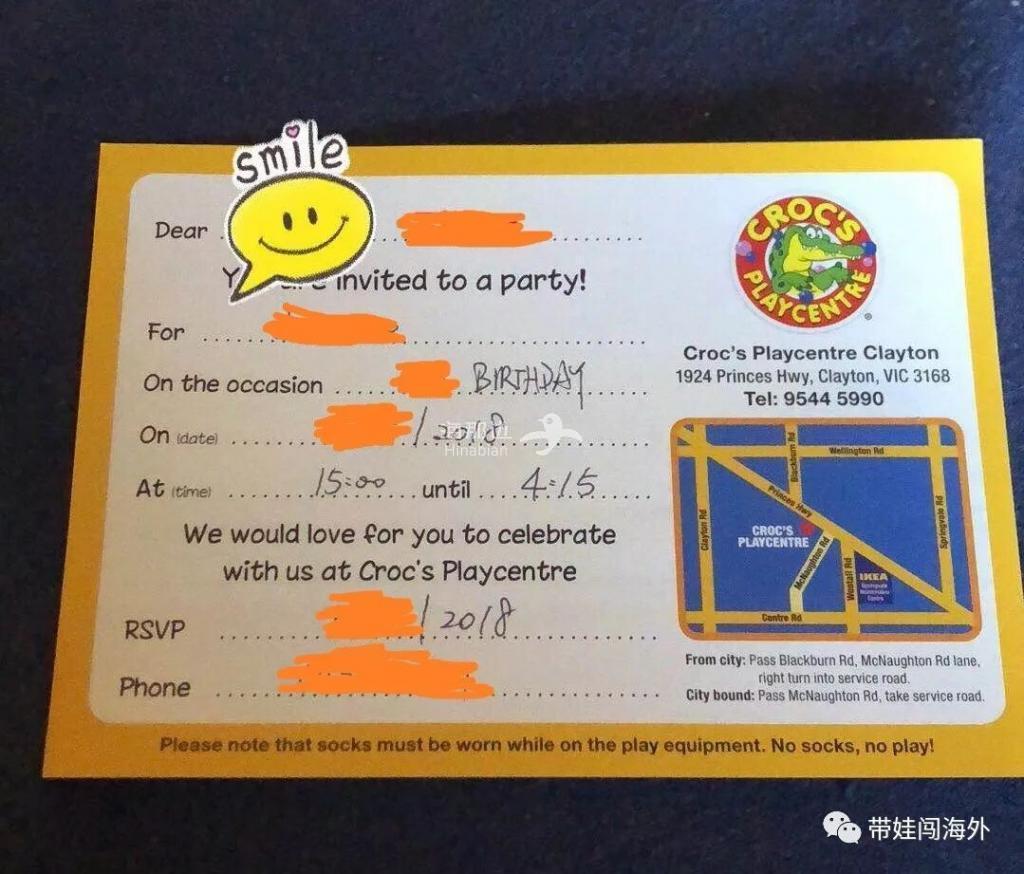 smile
Dear
invited to a party!
For
On the occasion BIRTHDAY
On (date) / 2018
At (time) 15:00 until 4:15
We would love for you to celebrate
with us at Croc's Playcentre
RSVP / 2018
Phone
Please note that socks must be worn while on the play equipment. No socks, no play!
CROC'S
PLAYCENTRE
®
Croc's Playcentre Clayton
1924 Princes Hwy, Clayton, VIC 3168
Tel: 9544 5990
Wellington Rd
Blackburn Rd
Princes Hwy
Clayton Rd
Springvale Rd
CROC'S
PLAYCENTRE
McNaughton Rd
Westall Rd
IKEA
Centre Rd
From city: Pass Blackburn Rd, McNaughton Rd lane,
right turn into service road.
City bound: Pass McNaughton Rd, take service road.
海那边
Hinabian
带娃闯海外